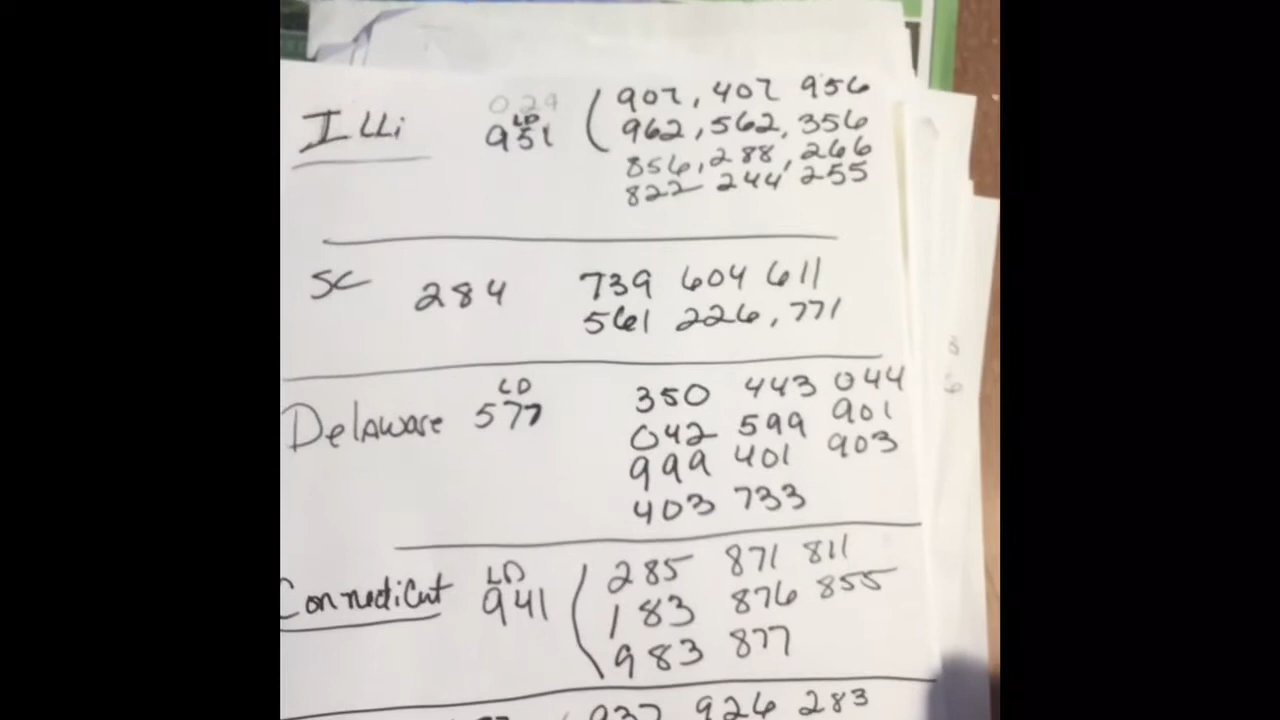 029 (907, 407 956
ILLi LD 951 962, 562, 356
856, 288, 266
822 244 255
SC 284 739 604 611
561 226, 771
LD 350 443 044
Delaware 577 042 599 901
999 401 903
403 733
LD (285 871 811
Connecticut 941 183 876 855
983 877
937 926 283